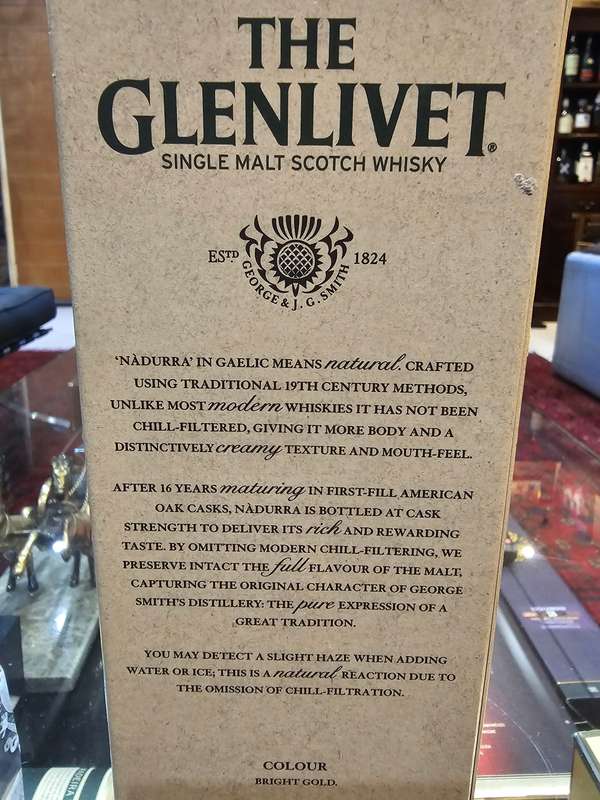 THE
GLENLIVET®
SINGLE MALT SCOTCH WHISKY
ESTD 1824
GEORGE & J. G. SMITH
'NÀDURRA' IN GAELIC MEANS natural. CRAFTED
USING TRADITIONAL 19TH CENTURY METHODS,
UNLIKE MOST modern WHISKIES IT HAS NOT BEEN
CHILL-FILTERED, GIVING IT MORE BODY AND A
DISTINCTIVELY creamy TEXTURE AND MOUTH-FEEL.
AFTER 16 YEARS maturing IN FIRST-FILL AMERICAN
OAK CASKS, NÀDURRA IS BOTTLED AT CASK
STRENGTH TO DELIVER ITS rich AND REWARDING
TASTE. BY OMITTING MODERN CHILL-FILTERING, WE
PRESERVE INTACT THE full FLAVOUR OF THE MALT,
CAPTURING THE ORIGINAL CHARACTER OF GEORGE
SMITH'S DISTILLERY: THE pure EXPRESSION OF A
GREAT TRADITION.
YOU MAY DETECT A SLIGHT HAZE WHEN ADDING
WATER OR ICE; THIS IS A natural REACTION DUE TO
THE OMISSION OF CHILL-FILTRATION.
COLOUR
BRIGHT GOLD.